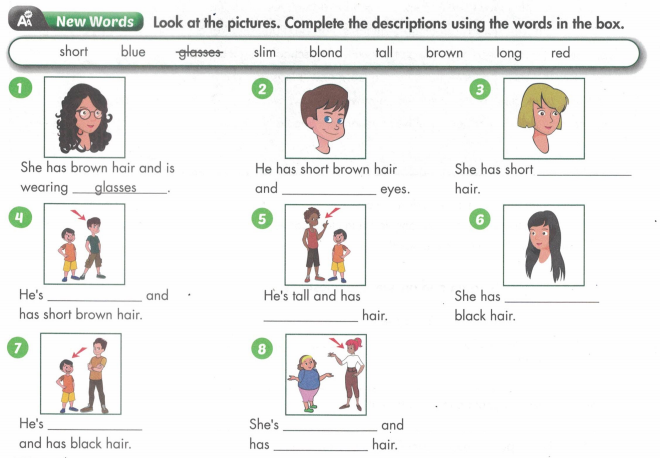 New Words Look at the pictures. Complete the descriptions using the words in the box.
short blue glasses slim blond tall brown long red
1
She has brown hair and is
wearing glasses.
2
He has short brown hair
and ____________ eyes.
3
She has short ____________
hair.
4
He's ____________ and
has short brown hair.
5
He's tall and has
____________ hair.
6
She has ____________
black hair.
7
He's ____________
and has black hair.
8
She's ____________ and
has ____________ hair.